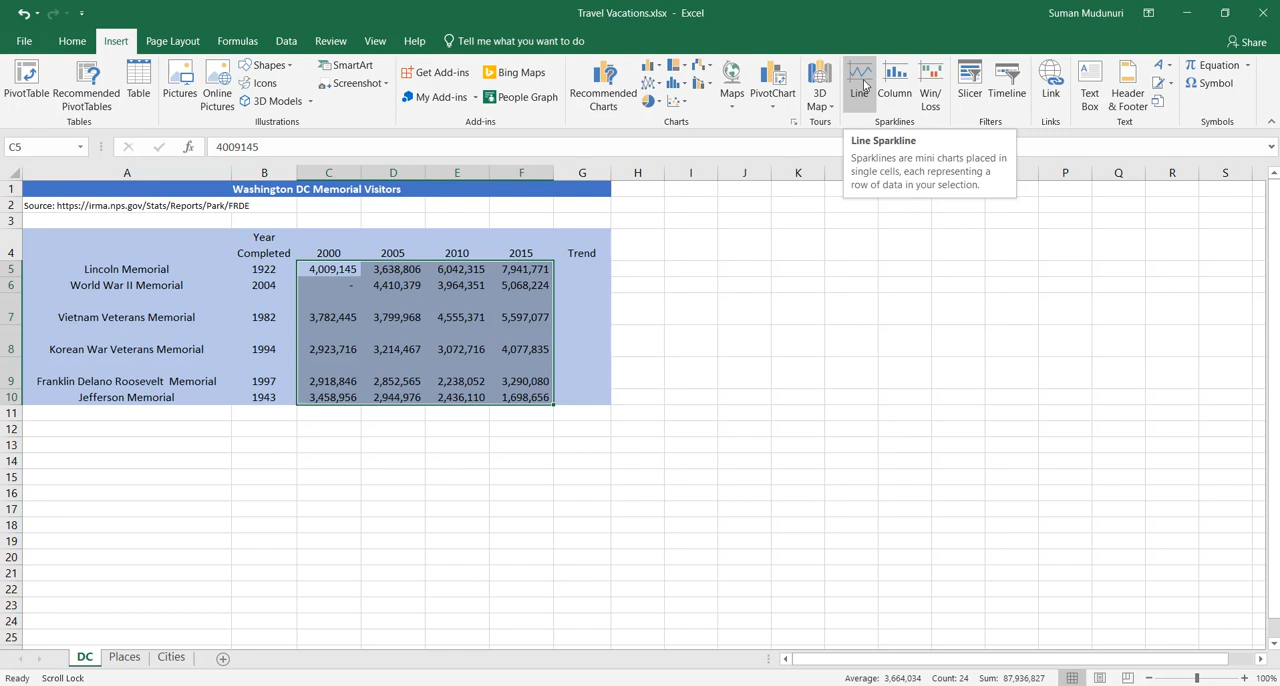 Travel Vacations.xlsx - Excel
Suman Mudunuri
File Home Insert Page Layout Formulas Data Review View Help Tell me what you want to do Share
PivotTable Recommended PivotTables Table
Tables
Pictures Online Pictures Shapes Icons 3D Models SmartArt Screenshot
Illustrations
Get Add-ins My Add-ins Bing Maps People Graph
Add-ins
Recommended Charts Maps PivotChart
Charts
3D Map
Tours
Line Column Win/Loss
Sparklines
Slicer Timeline
Filters
Link
Links
Text Box Header & Footer
Text
Equation Symbol
Symbols
C5 fx 4009145
Line Sparkline
Sparklines are mini charts placed in
single cells, each representing a
row of data in your selection.
A B C D E F G H I J K P Q R S
1 Washington DC Memorial Visitors
2 Source: https://irma.nps.gov/Stats/Reports/Park/FRDE
3
4 Year Completed 2000 2005 2010 2015 Trend
5 Lincoln Memorial 1922 4,009,145 3,638,806 6,042,315 7,941,771
6 World War II Memorial 2004 - 4,410,379 3,964,351 5,068,224
7 Vietnam Veterans Memorial 1982 3,782,445 3,799,968 4,555,371 5,597,077
8 Korean War Veterans Memorial 1994 2,923,716 3,214,467 3,072,716 4,077,835
9 Franklin Delano Roosevelt Memorial 1997 2,918,846 2,852,565 2,238,052 3,290,080
10 Jefferson Memorial 1943 3,458,956 2,944,976 2,436,110 1,698,656
11
12
13
14
15
16
17
18
19
20
21
22
23
24
25
DC Places Cities
Ready Scroll Lock Average: 3,664,034 Count: 24 Sum: 87,936,827 100%